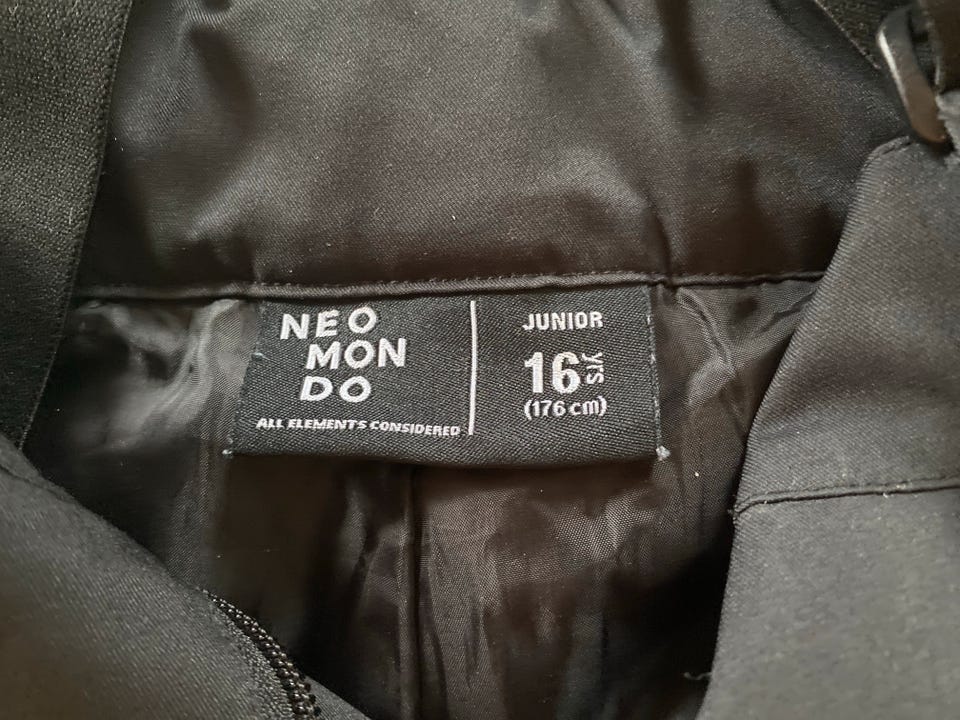 NEO
MON
DO
ALL ELEMENTS CONSIDERED
JUNIOR
16 yrs
(176 cm)